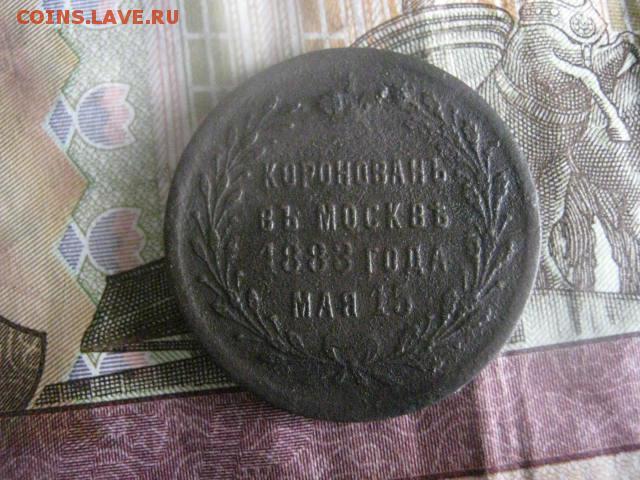 COINS.LAVE.RU
КОРОНОВАНЪ
ВЪ МОСКВѢ
1883 ГОДА
МАЯ 15